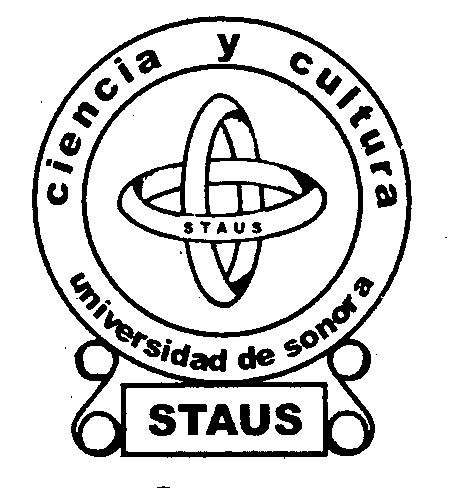 ciencia y cultura
STAUS
universidad de sonora
STAUS